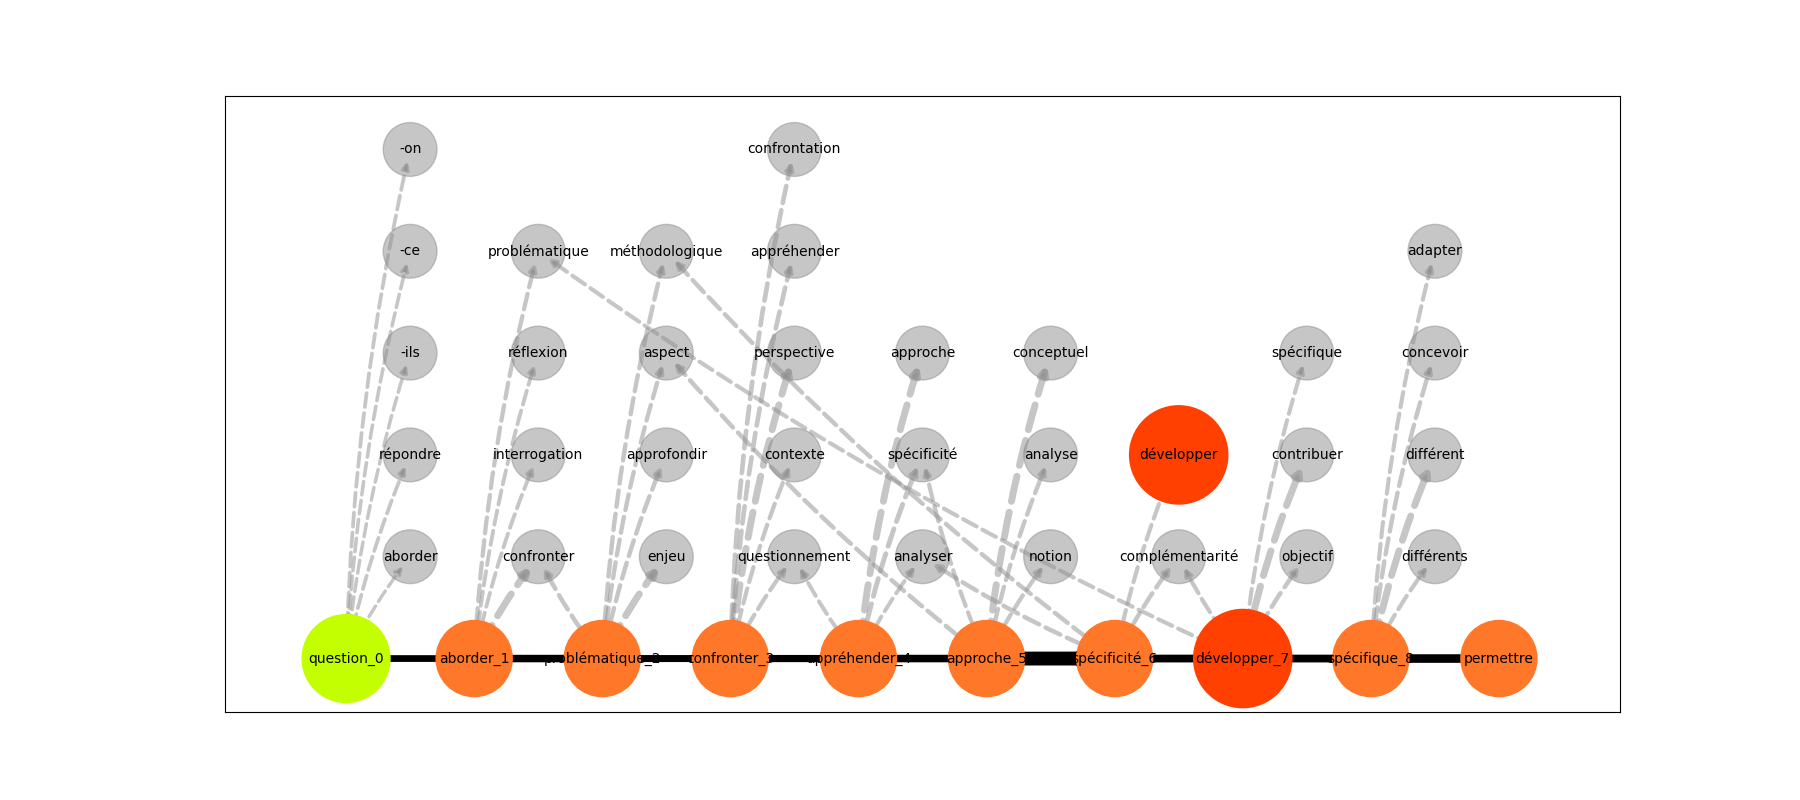 -on confrontation
-ce problématique méthodologique appréhender adapter
-ils réflexion aspect perspective approche conceptuel spécifique concevoir
répondre interrogation approfondir contexte spécificité analyse développer contribuer différent
aborder confronter enjeu questionnement analyser notion complémentarité objectif différents
question_0 aborder_1 problématique_2 confronter_3 appréhender_4 approche_5 spécificité_6 développer_7 spécifique_8 permettre